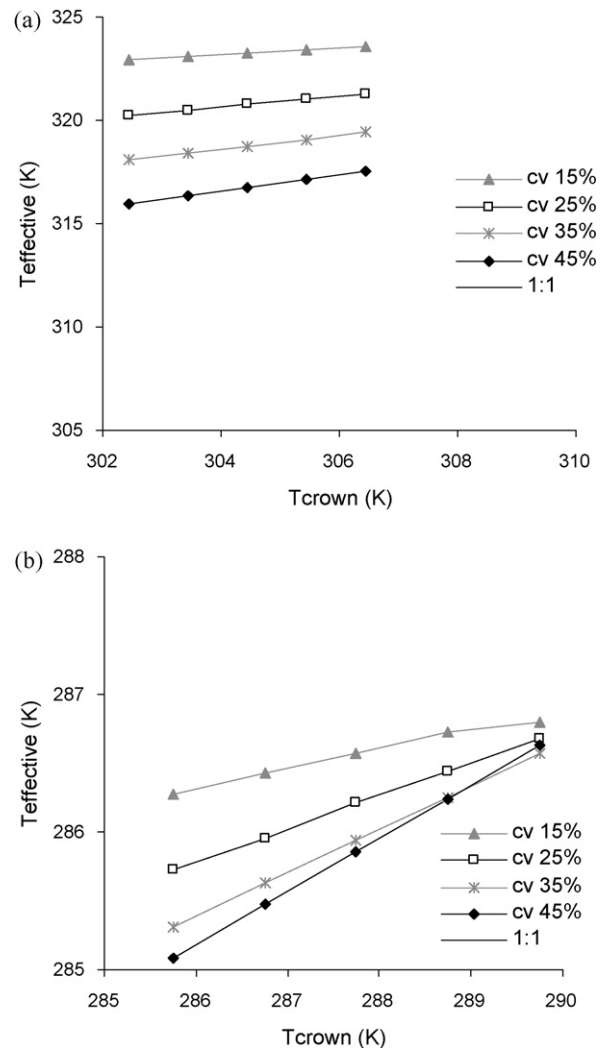 (a)
325
320
315
310
305
Teffective (K)
302 304 306 308 310
Tcrown (K)
cv 15%
cv 25%
cv 35%
cv 45%
1:1
(b)
288
287
286
285
Teffective (K)
285 286 287 288 289 290
Tcrown (K)
cv 15%
cv 25%
cv 35%
cv 45%
1:1